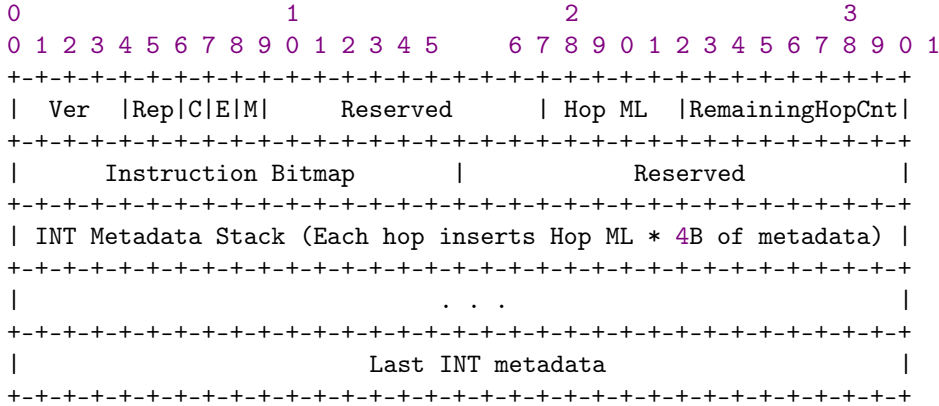 0                   1                   2                   3
0 1 2 3 4 5 6 7 8 9 0 1 2 3 4 5     6 7 8 9 0 1 2 3 4 5 6 7 8 9 0 1
+-+-+-+-+-+-+-+-+-+-+-+-+-+-+-+-+-+-+-+-+-+-+-+-+-+-+-+-+-+-+-+-+
|  Ver  |Rep|C|E|M|     Reserved      | Hop ML  |RemainingHopCnt|
+-+-+-+-+-+-+-+-+-+-+-+-+-+-+-+-+-+-+-+-+-+-+-+-+-+-+-+-+-+-+-+-+
|      Instruction Bitmap       |            Reserved           |
+-+-+-+-+-+-+-+-+-+-+-+-+-+-+-+-+-+-+-+-+-+-+-+-+-+-+-+-+-+-+-+-+
| INT Metadata Stack (Each hop inserts Hop ML * 4B of metadata) |
+-+-+-+-+-+-+-+-+-+-+-+-+-+-+-+-+-+-+-+-+-+-+-+-+-+-+-+-+-+-+-+-+
|                              . . .                            |
+-+-+-+-+-+-+-+-+-+-+-+-+-+-+-+-+-+-+-+-+-+-+-+-+-+-+-+-+-+-+-+-+
|                         Last INT metadata                     |
+-+-+-+-+-+-+-+-+-+-+-+-+-+-+-+-+-+-+-+-+-+-+-+-+-+-+-+-+-+-+-+-+